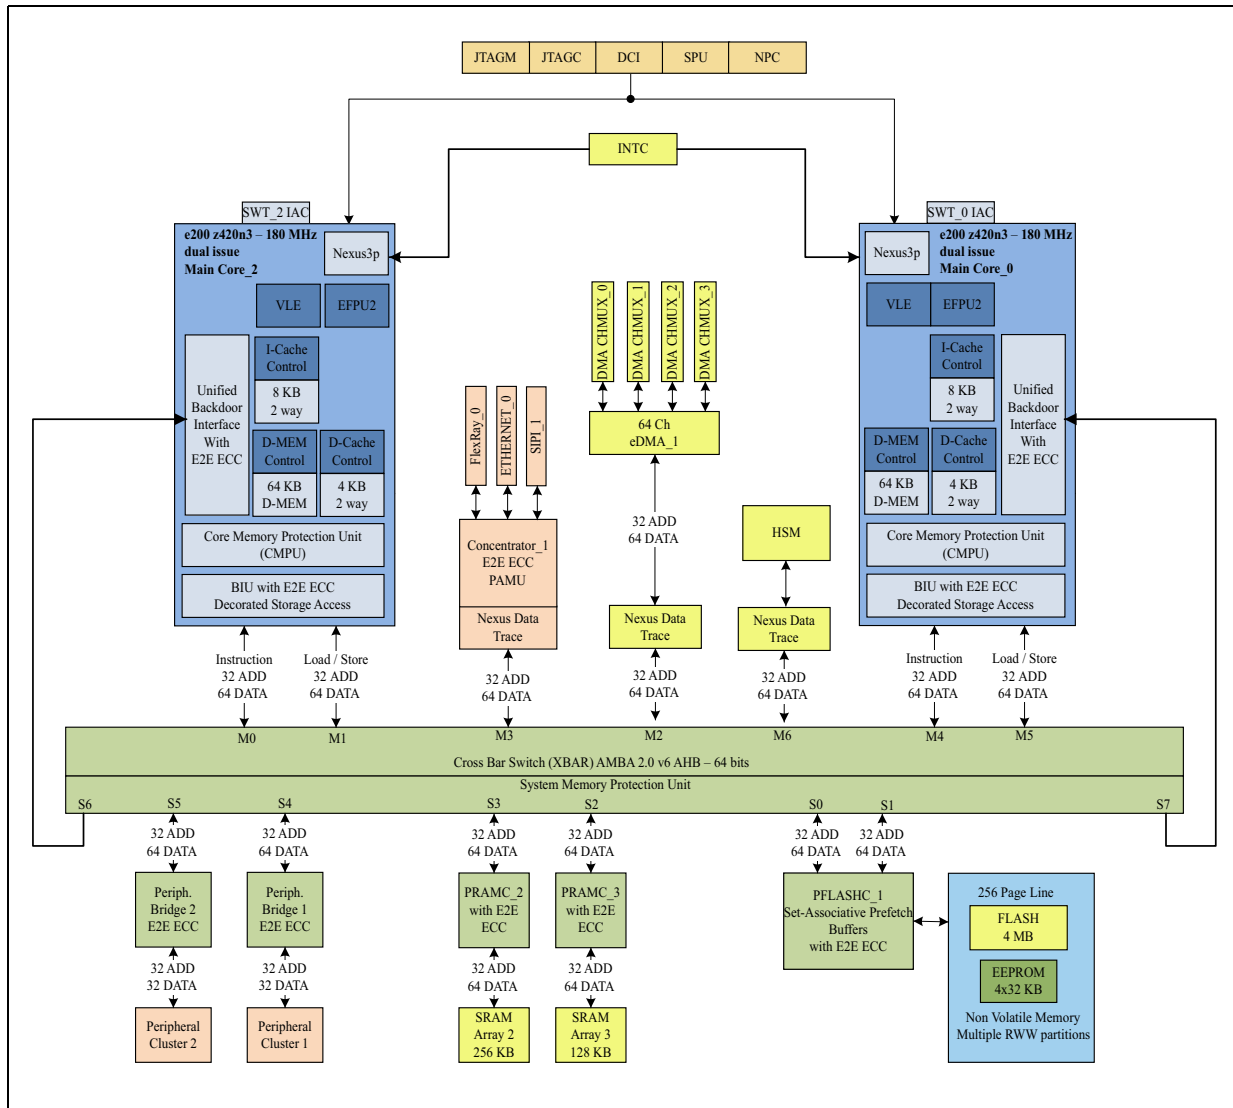 JTAGM
JTAGC
DCI
SPU
NPC
INTC
SWT_2 IAC
e200 z420n3 – 180 MHz
dual issue
Main Core_2
Nexus3p
VLE
EFPU2
I-Cache
Control
8 KB
2 way
Unified
Backdoor
Interface
With
E2E ECC
D-MEM
Control
64 KB
D-MEM
D-Cache
Control
4 KB
2 way
Core Memory Protection Unit
(CMPU)
BIU with E2E ECC
Decorated Storage Access
Instruction
32 ADD
64 DATA
Load / Store
32 ADD
64 DATA
FlexRay_0
ETHERNET_0
SIPI_1
Concentrator_1
E2E ECC
PAMU
Nexus Data
Trace
32 ADD
64 DATA
DMA CHMUX_0
DMA CHMUX_1
DMA CHMUX_2
DMA CHMUX_3
64 Ch
eDMA_1
32 ADD
64 DATA
Nexus Data
Trace
32 ADD
64 DATA
HSM
Nexus Data
Trace
32 ADD
64 DATA
SWT_0 IAC
e200 z420n3 – 180 MHz
dual issue
Main Core_0
Nexus3p
VLE
EFPU2
I-Cache
Control
8 KB
2 way
Unified
Backdoor
Interface
With
E2E ECC
D-MEM
Control
64 KB
D-MEM
D-Cache
Control
4 KB
2 way
Core Memory Protection Unit
(CMPU)
BIU with E2E ECC
Decorated Storage Access
Instruction
32 ADD
64 DATA
Load / Store
32 ADD
64 DATA
M0
M1
M3
M2
M6
M4
M5
Cross Bar Switch (XBAR) AMBA 2.0 v6 AHB – 64 bits
System Memory Protection Unit
S6
S5
S4
S3
S2
S0
S1
S7
32 ADD
64 DATA
32 ADD
64 DATA
32 ADD
64 DATA
32 ADD
64 DATA
32 ADD
64 DATA
32 ADD
64 DATA
Periph.
Bridge 2
E2E ECC
Periph.
Bridge 1
E2E ECC
PRAMC_2
with E2E
ECC
PRAMC_3
with E2E
ECC
PFLASHC_1
Set-Associative Prefetch
Buffers
with E2E ECC
256 Page Line
FLASH
4 MB
EEPROM
4x32 KB
Non Volatile Memory
Multiple RWW partitions
32 ADD
32 DATA
32 ADD
32 DATA
32 ADD
64 DATA
32 ADD
64 DATA
Peripheral
Cluster 2
Peripheral
Cluster 1
SRAM
Array 2
256 KB
SRAM
Array 3
128 KB